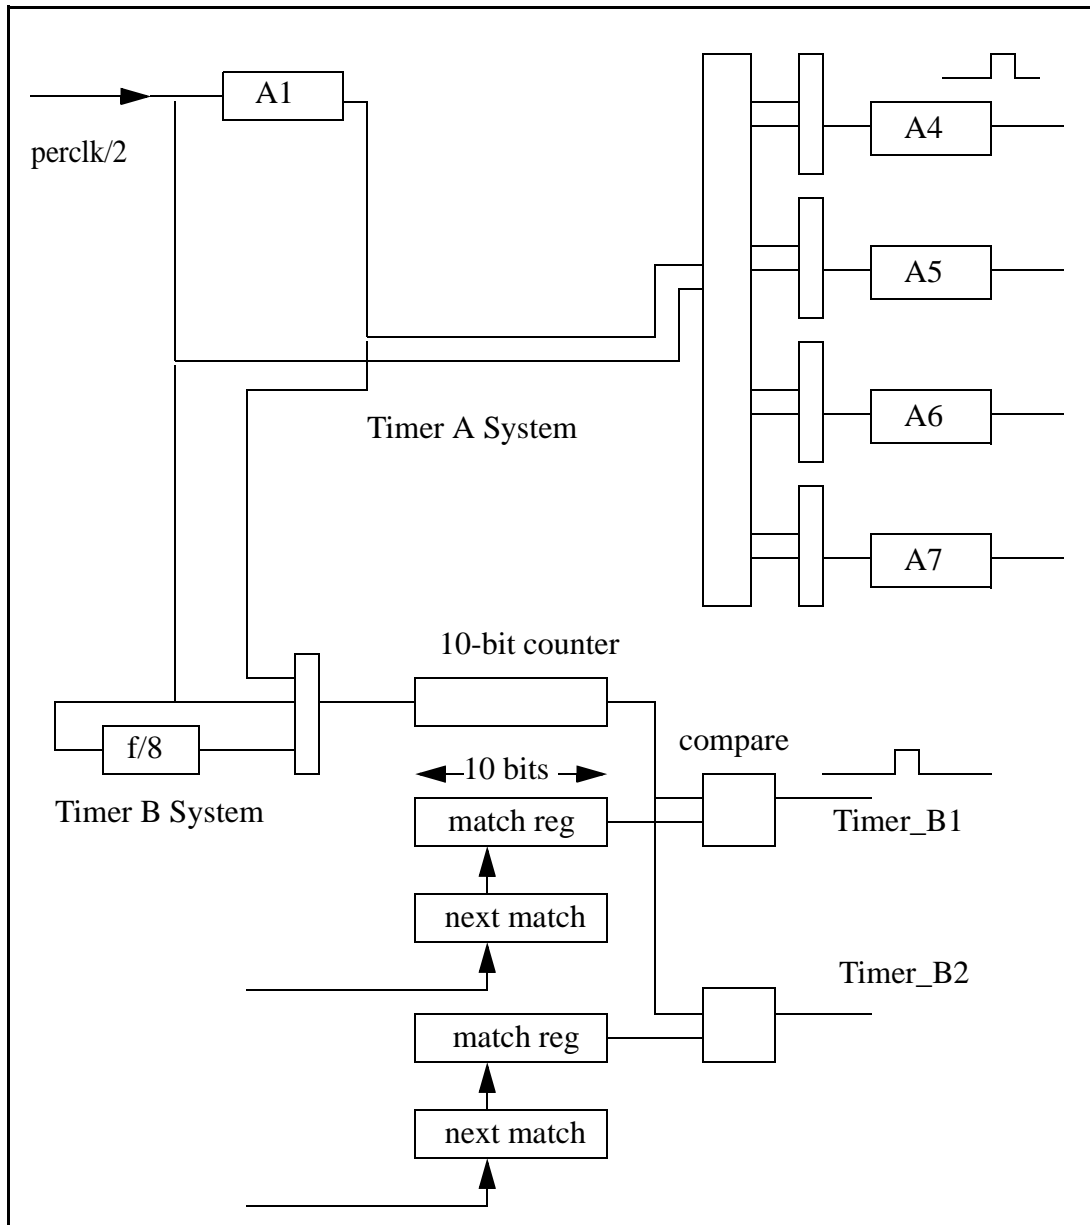 A1
perclk/2
A4
A5
Timer A System
A6
A7
10-bit counter
f/8
compare
10 bits
Timer B System
match reg
Timer_B1
next match
Timer_B2
match reg
next match